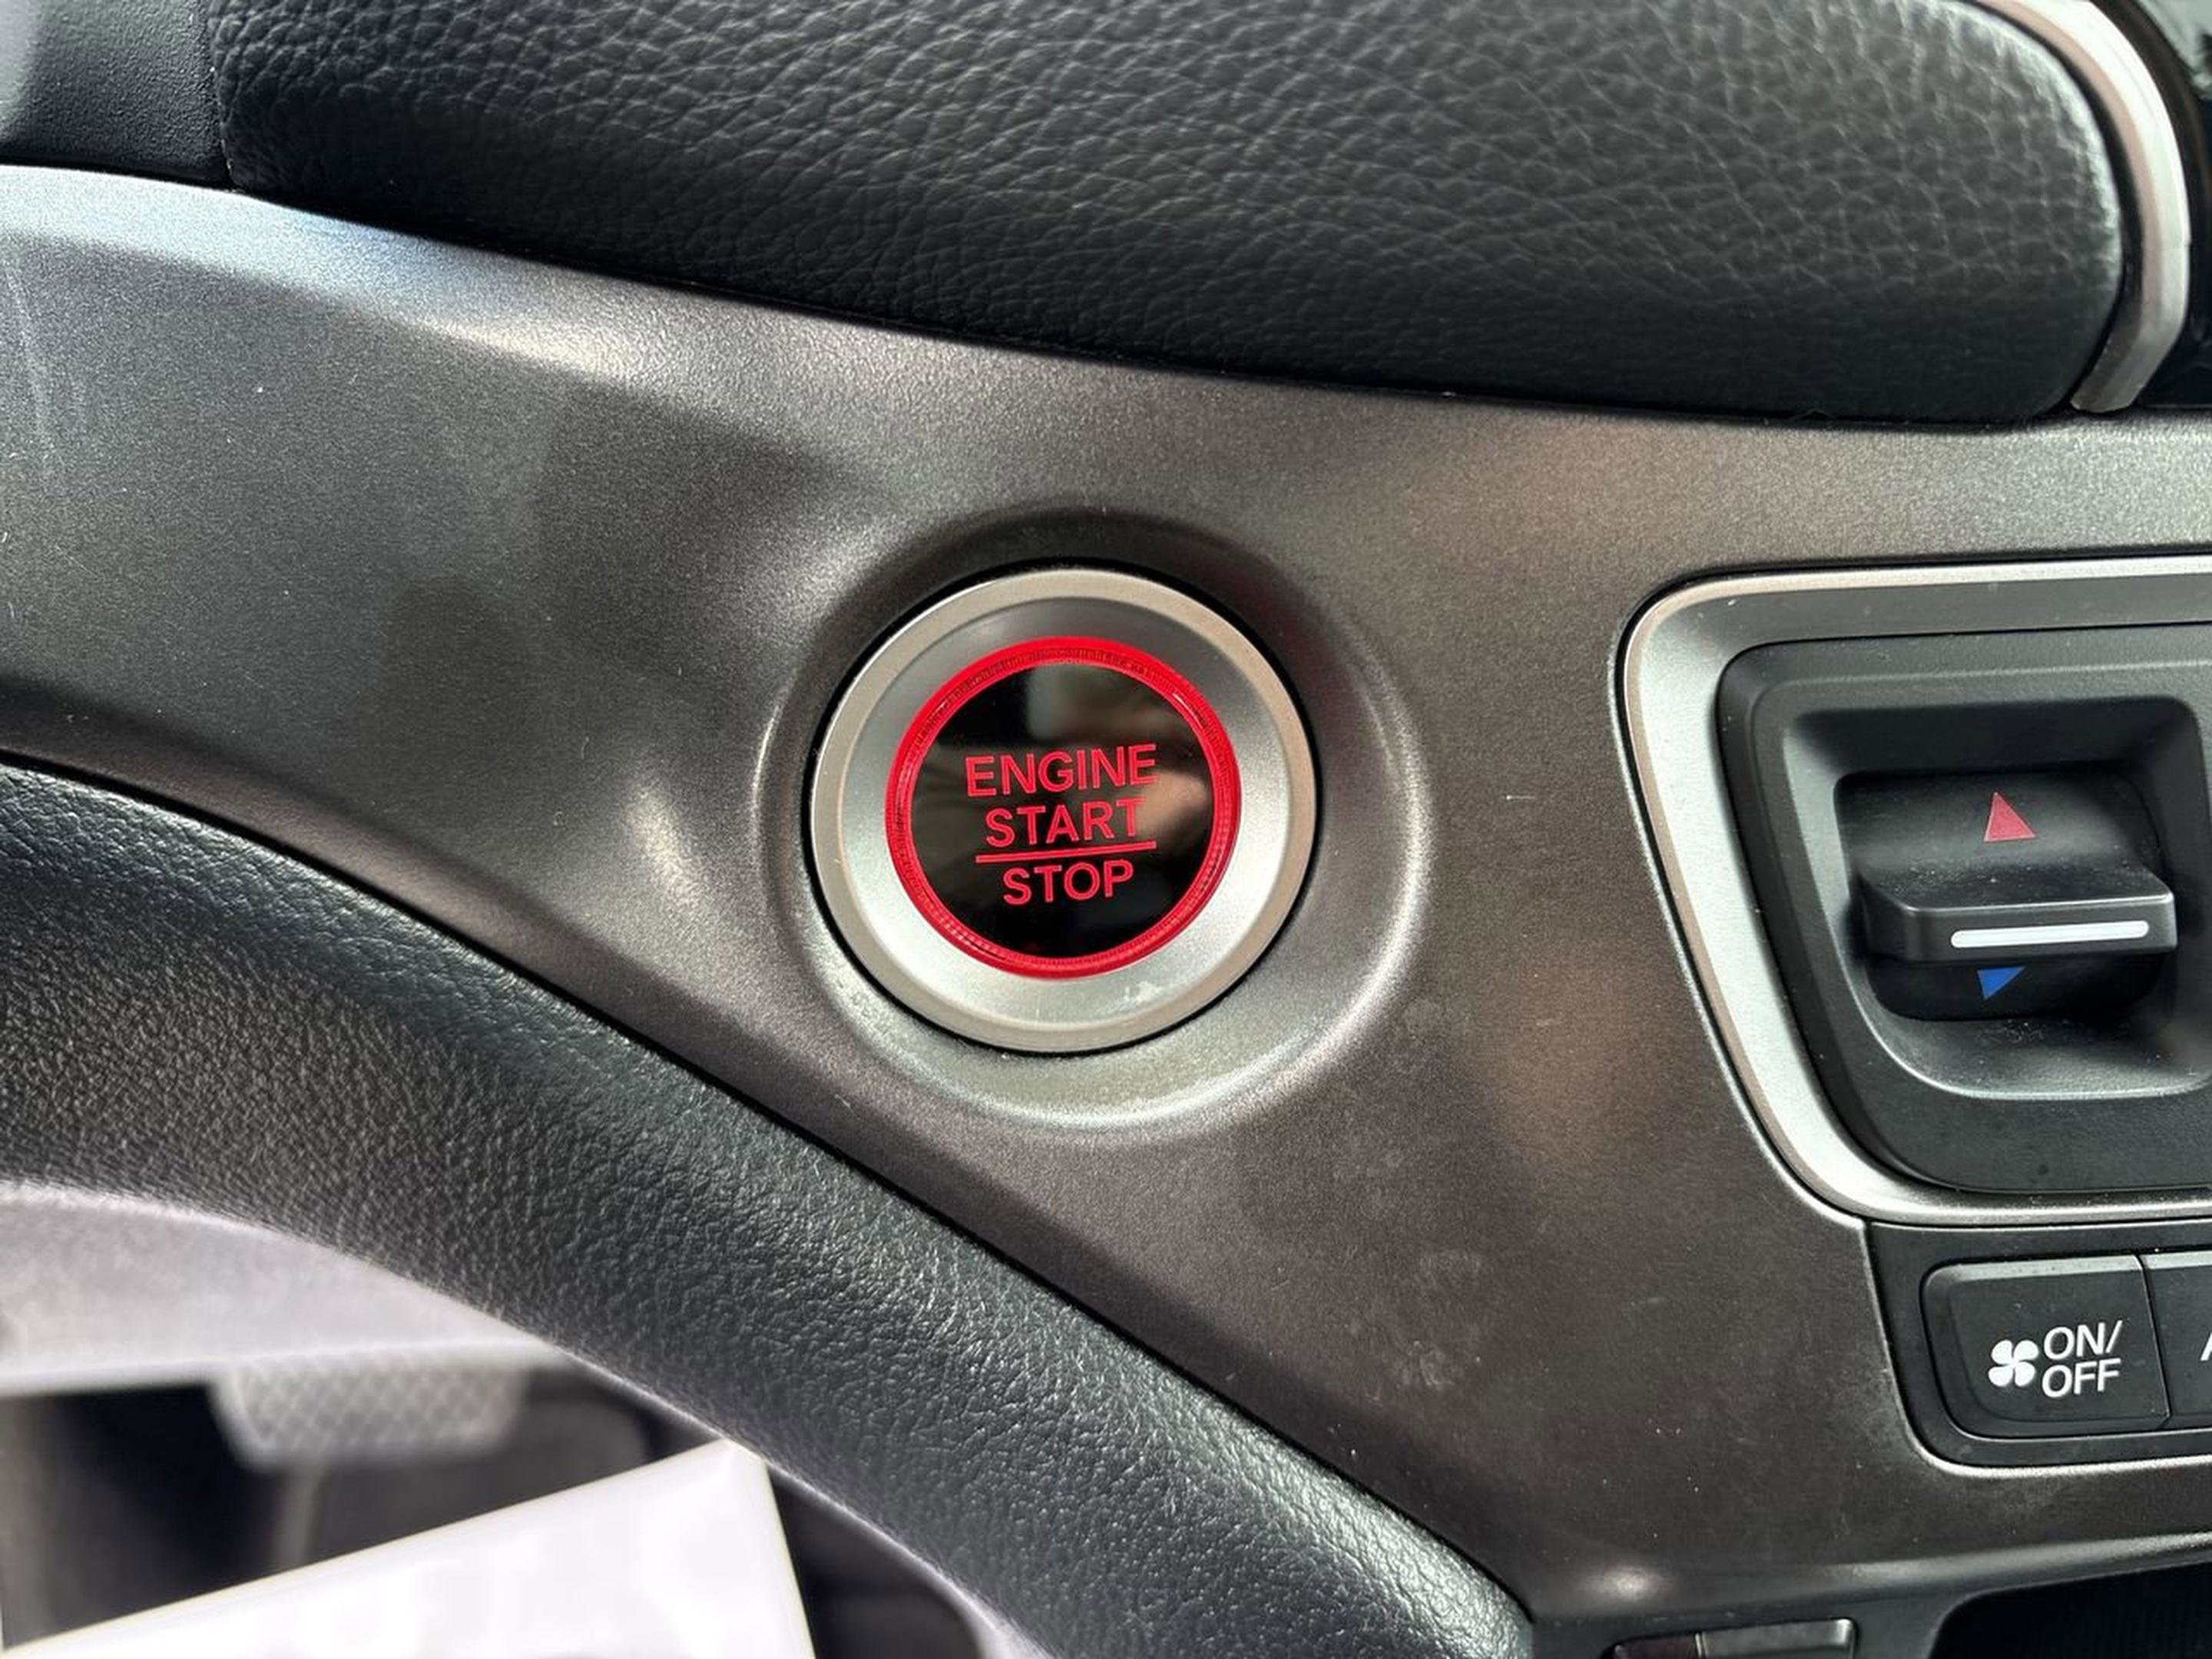 ENGINE
START
STOP
ON/
OFF